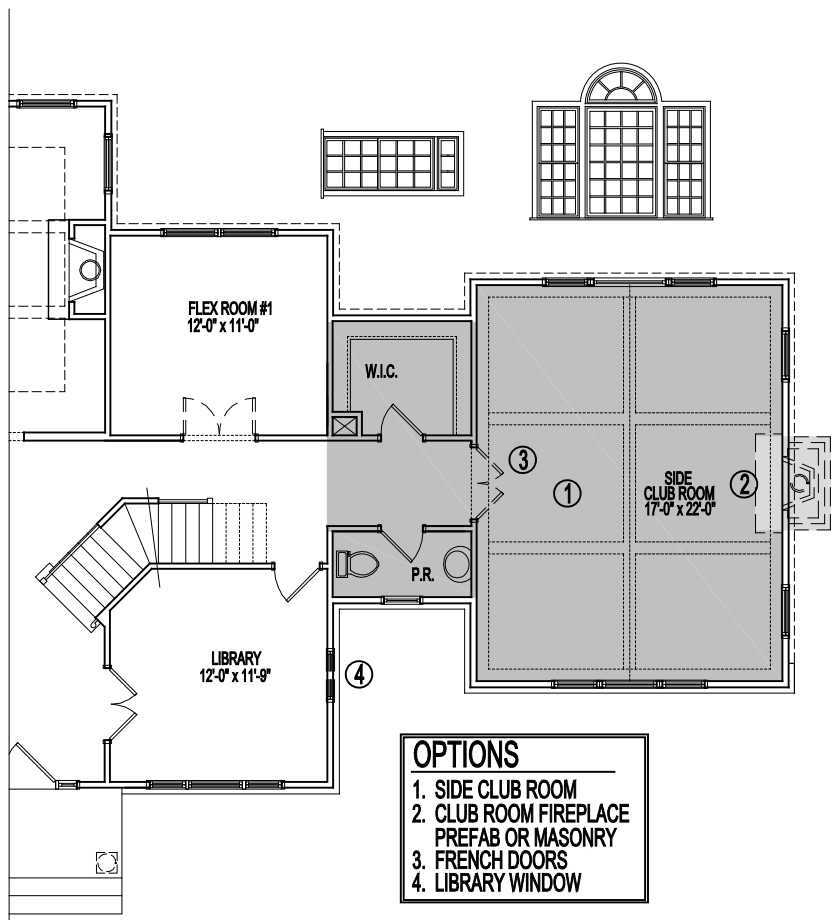 FLEX ROOM #1
12'-0" x 11'-0"
W.I.C.
3
1
SIDE
CLUB ROOM
17'-0" x 22'-0"
2
P.R.
LIBRARY
12'-0" x 11'-9"
4
OPTIONS
1. SIDE CLUB ROOM
2. CLUB ROOM FIREPLACE
PREFAB OR MASONRY
3. FRENCH DOORS
4. LIBRARY WINDOW